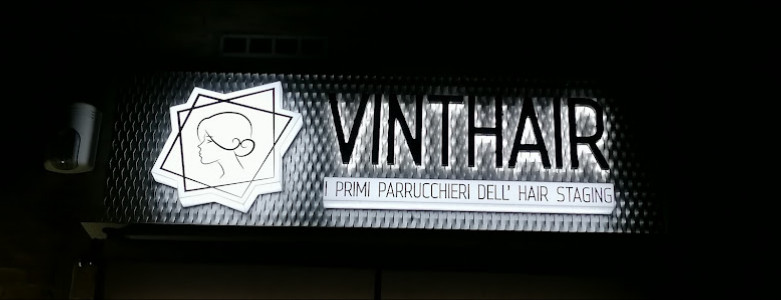 VINTHAIR
I PRIMI PARRUCCHIERI DELL' HAIR STAGING